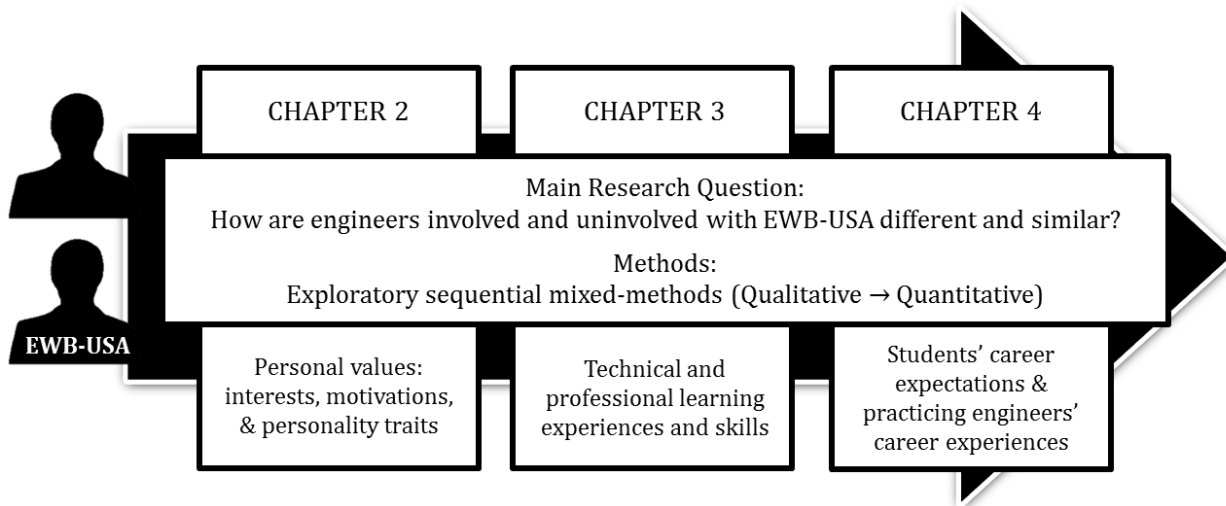 CHAPTER 2
CHAPTER 3
CHAPTER 4
Main Research Question:
How are engineers involved and uninvolved with EWB-USA different and similar?
Methods:
Exploratory sequential mixed-methods (Qualitative → Quantitative)
EWB-USA
Personal values:
interests, motivations,
& personality traits
Technical and
professional learning
experiences and skills
Students’ career
expectations &
practicing engineers’
career experiences